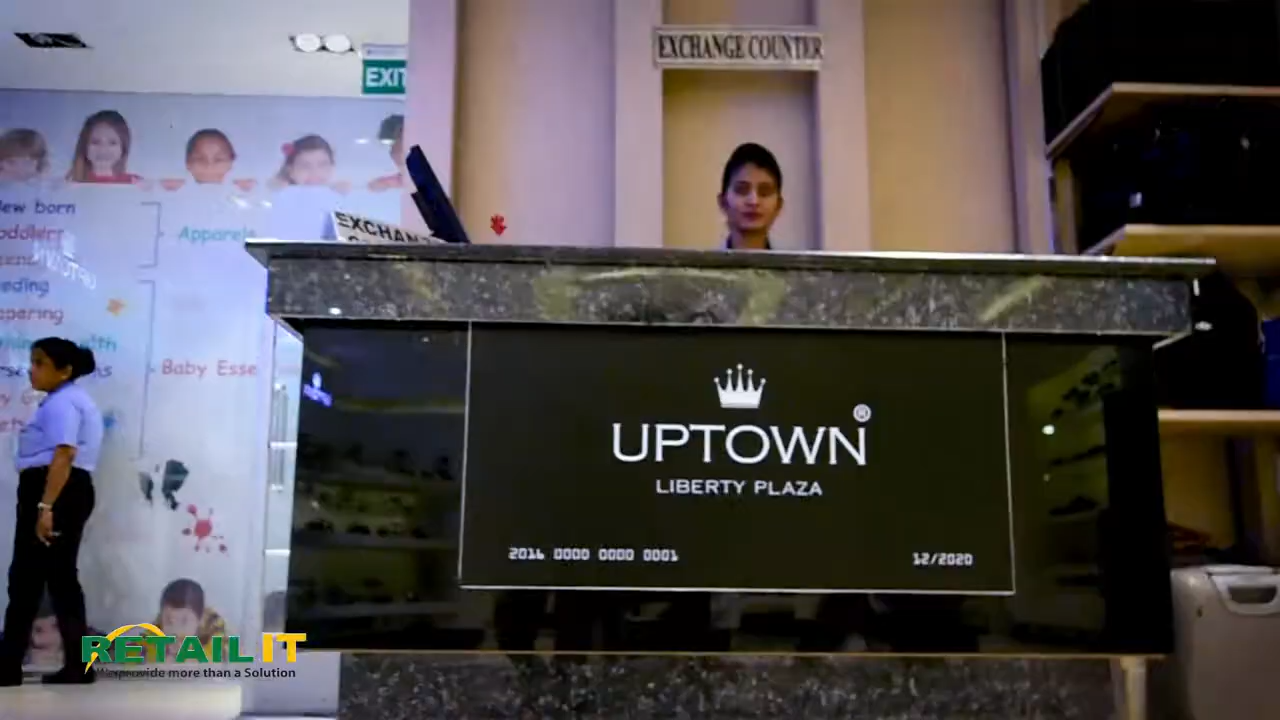 EXCHANGE COUNTER
EXIT
EXCHAN
Apparels
Baby Esse
UPTOWN®
LIBERTY PLAZA
2016 0000 0000 0001
12/2020
RETAIL IT
We provide more than a Solution